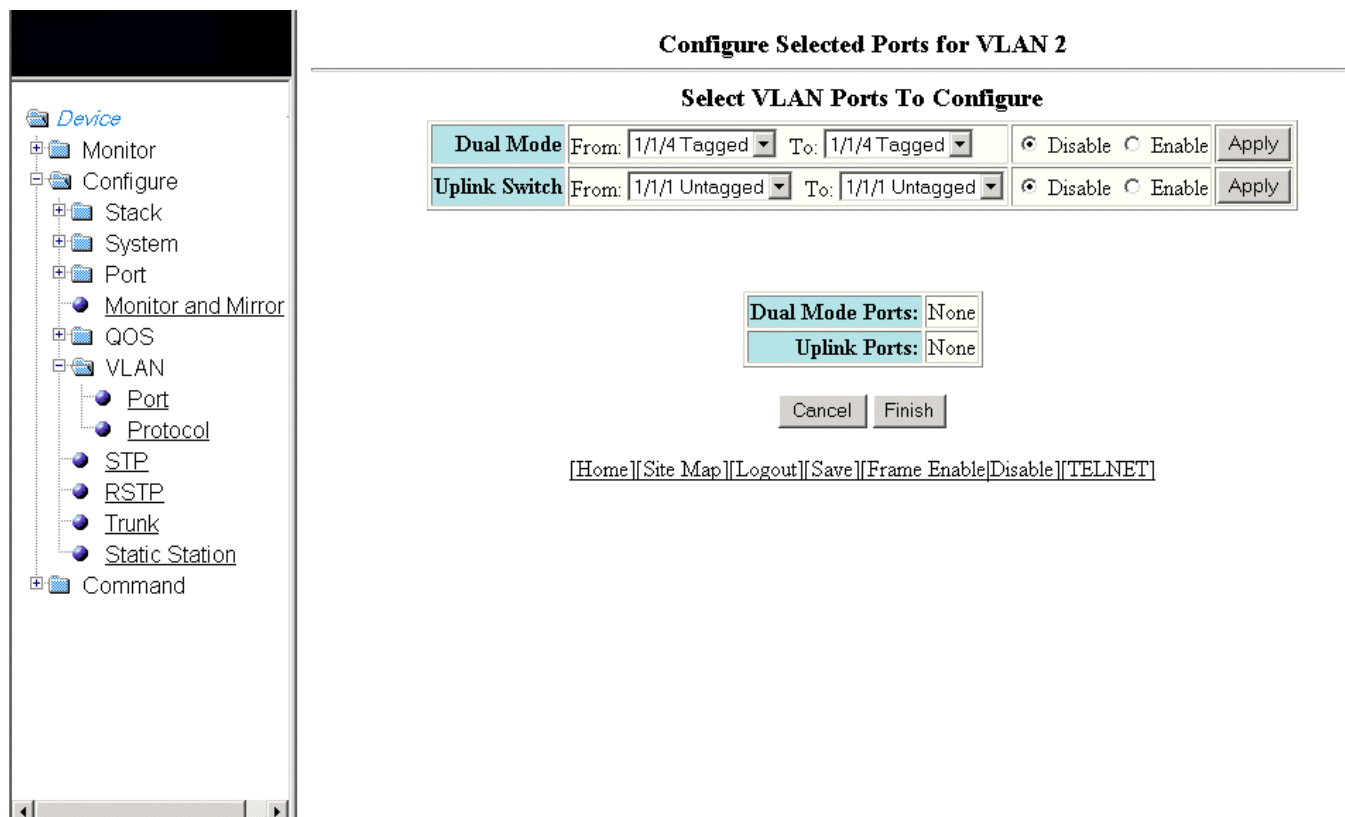 Device
Monitor
Configure
Stack
System
Port
Monitor and Mirror
QOS
VLAN
Port
Protocol
STP
RSTP
Trunk
Static Station
Command
Configure Selected Ports for VLAN 2
Select VLAN Ports To Configure
Dual Mode From: 1/1/4 Tagged To: 1/1/4 Tagged Disable Enable Apply
Uplink Switch From: 1/1/1 Untagged To: 1/1/1 Untagged Disable Enable Apply
Dual Mode Ports: None
Uplink Ports: None
Cancel Finish
[Home][Site Map][Logout][Save][Frame Enable|Disable][TELNET]